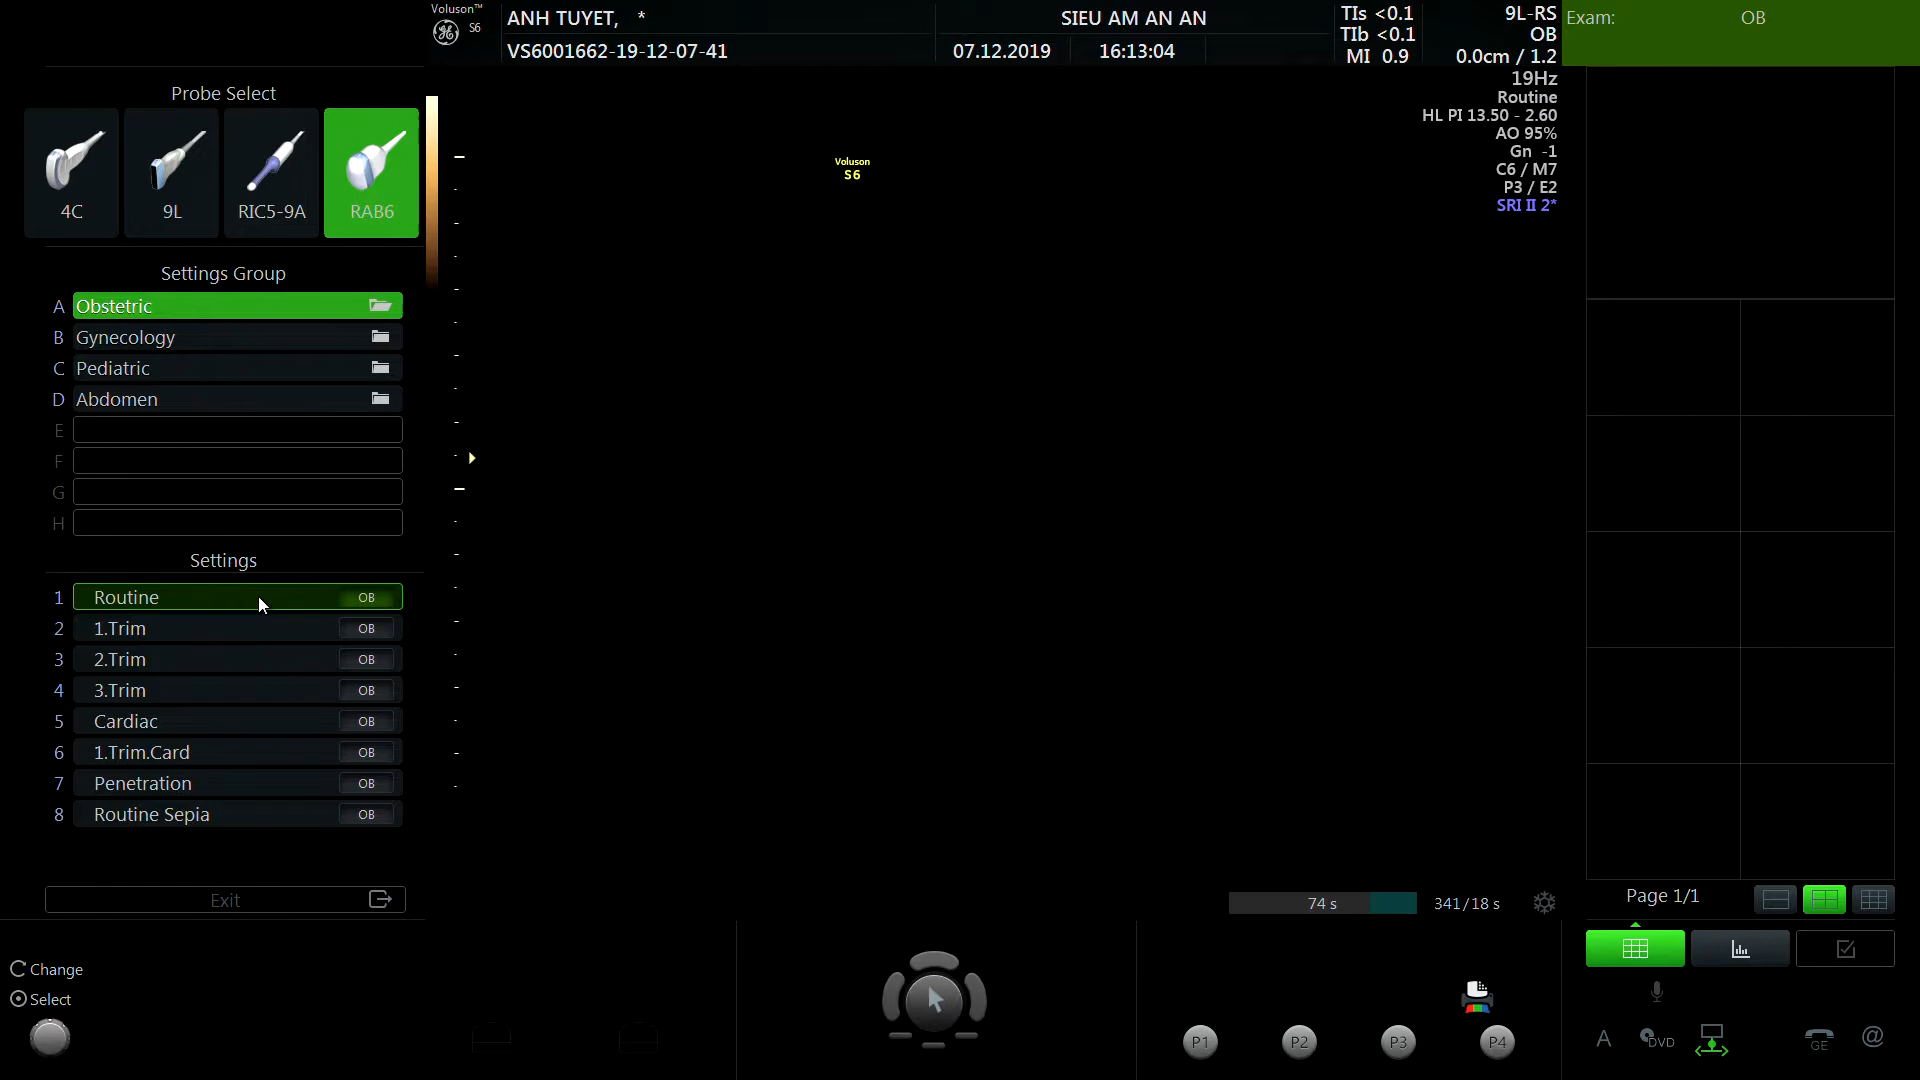 Voluson™
S6
ANH TUYET, *
SIEU AM AN AN
VS6001662-19-12-07-41
07.12.2019
16:13:04
TIs <0.1
TIb <0.1
MI 0.9
9L-RS
OB
0.0cm / 1.2
Exam: OB
19Hz
Routine
HL PI 13.50 - 2.60
AO 95%
Gn -1
C6 / M7
P3 / E2
SRI II 2*
Probe Select
4C
9L
RIC5-9A
RAB6
Settings Group
A Obstetric
B Gynecology
C Pediatric
D Abdomen
E
F
G
H
Settings
1 Routine OB
2 1.Trim OB
3 2.Trim OB
4 3.Trim OB
5 Cardiac OB
6 1.Trim.Card OB
7 Penetration OB
8 Routine Sepia OB
Exit
Voluson
S6
74 s
341/18 s
Page 1/1
Change
Select
P1
P2
P3
P4
A
DVD
GE
@